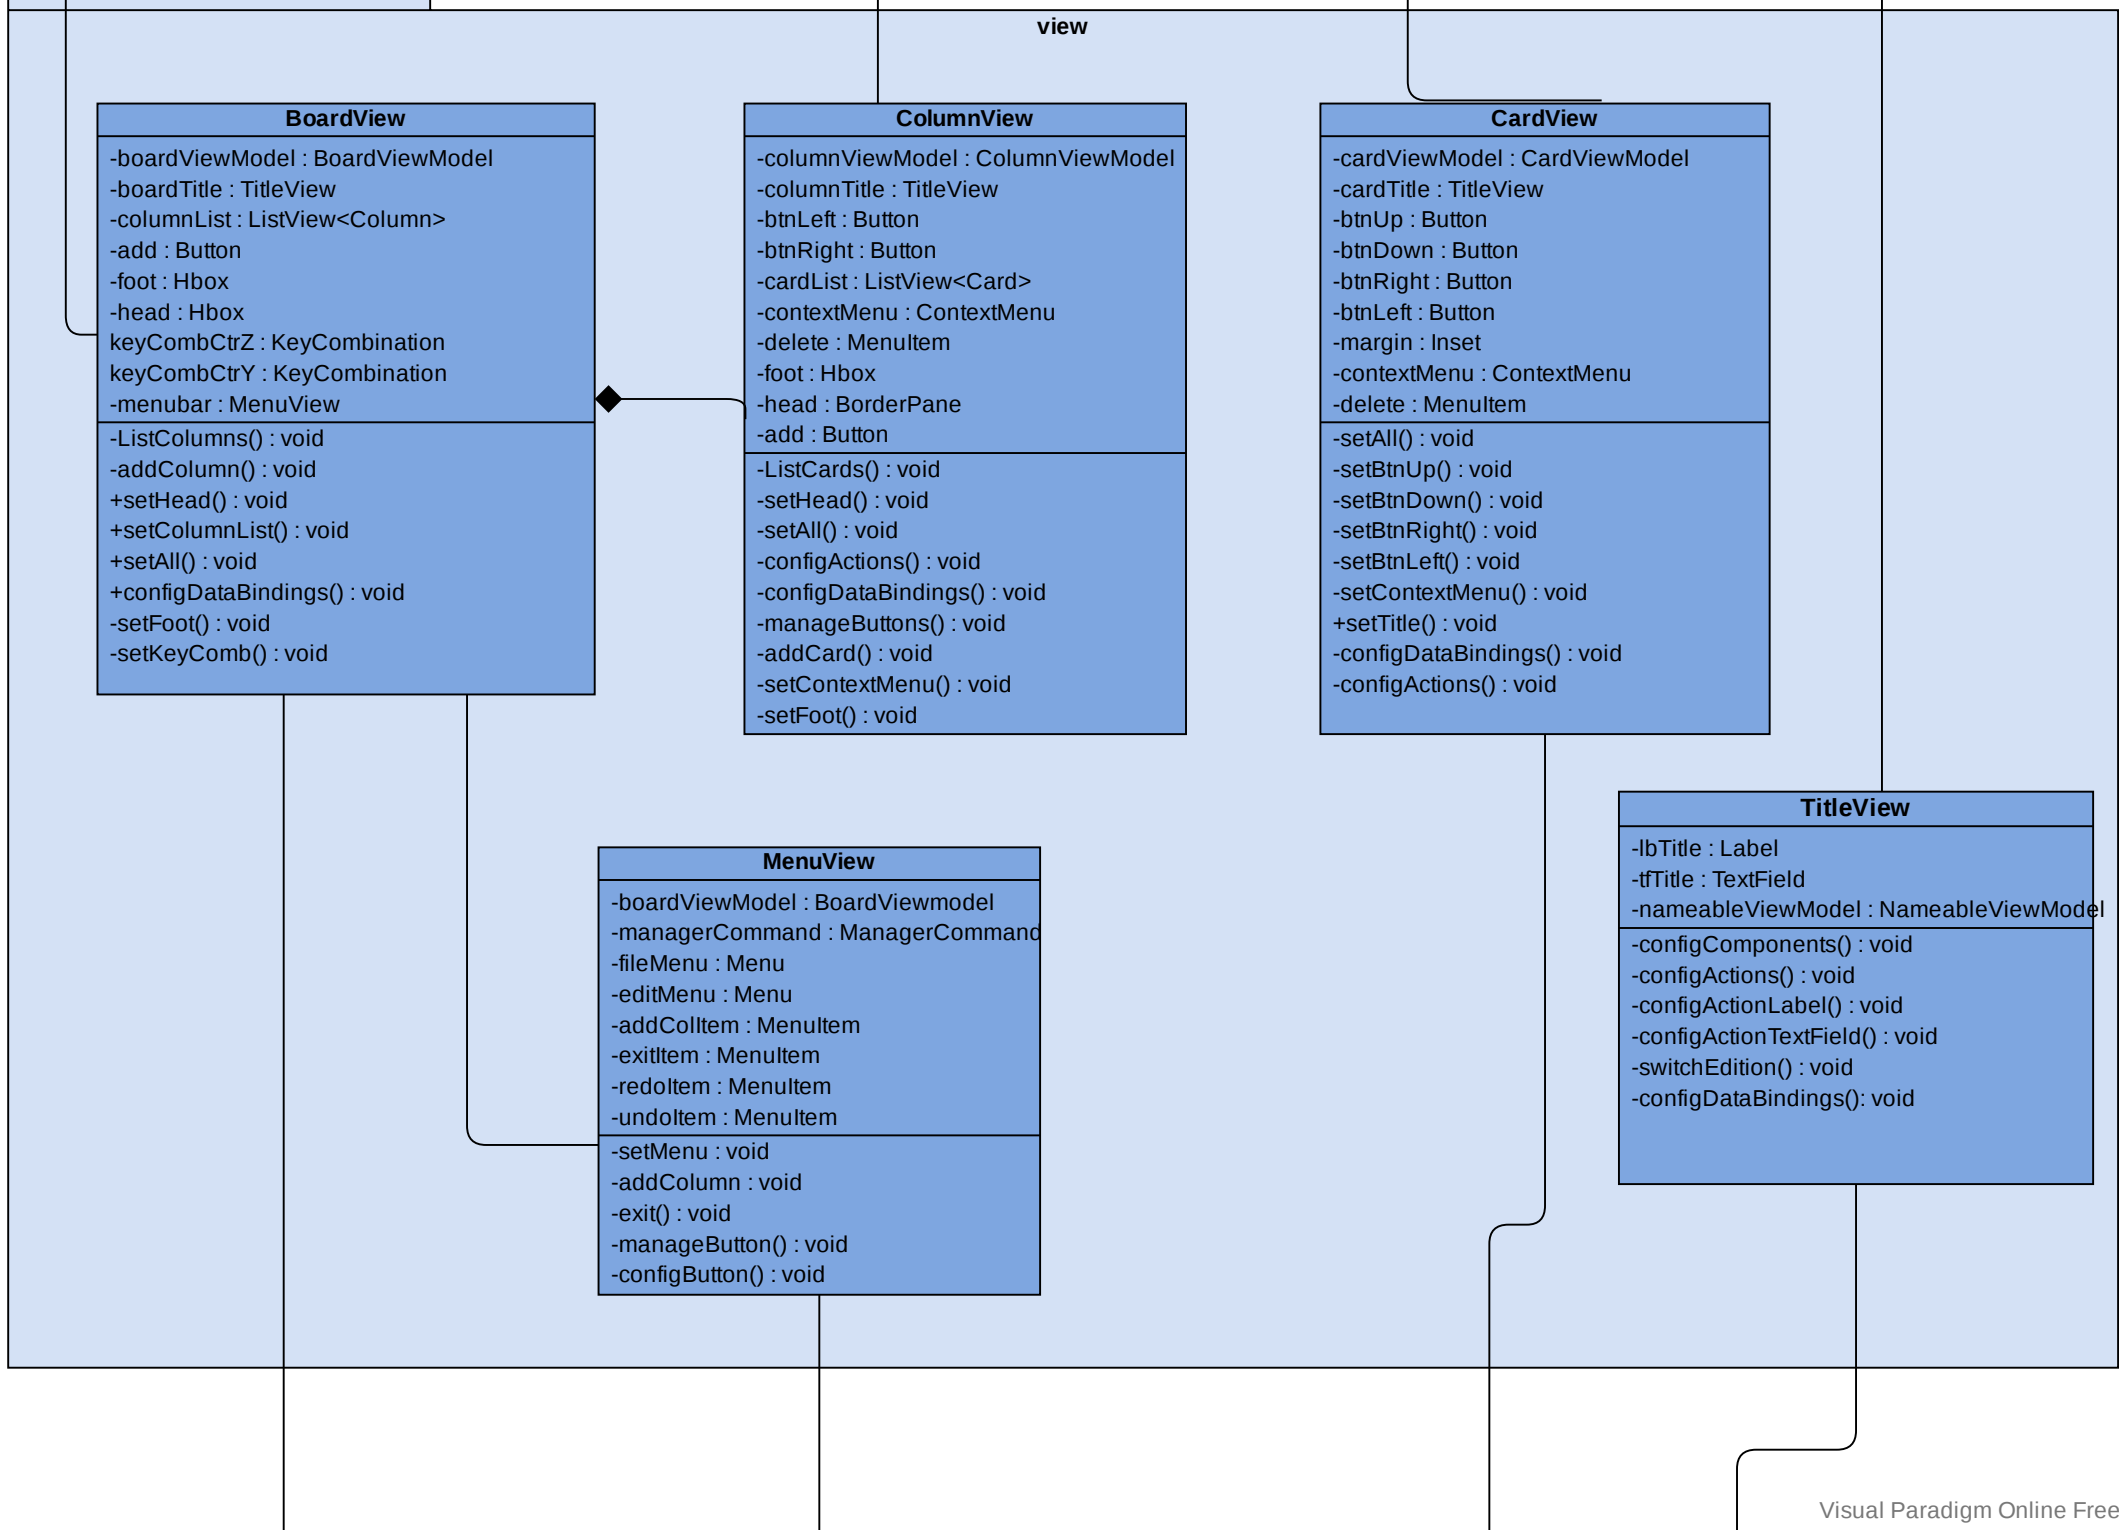 view
BoardView
-boardViewModel : BoardViewModel
-boardTitle : TitleView
-columnList : ListView<Column>
-add : Button
-foot : Hbox
-head : Hbox
keyCombCtrZ : KeyCombination
keyCombCtrY : KeyCombination
-menubar : MenuView
-ListColumns() : void
-addColumn() : void
+setHead() : void
+setColumnList() : void
+setAll() : void
+configDataBindings() : void
-setFoot() : void
-setKeyComb() : void
ColumnView
-columnViewModel : ColumnViewModel
-columnTitle : TitleView
-btnLeft : Button
-btnRight : Button
-cardList : ListView<Card>
-contextMenu : ContextMenu
-delete : MenuItem
-foot : Hbox
-head : BorderPane
-add : Button
-ListCards() : void
-setHead() : void
-setAll() : void
-configActions() : void
-configDataBindings() : void
-manageButtons() : void
-addCard() : void
-setContextMenu() : void
-setFoot() : void
CardView
-cardViewModel : CardViewModel
-cardTitle : TitleView
-btnUp : Button
-btnDown : Button
-btnRight : Button
-btnLeft : Button
-margin : Inset
-contextMenu : ContextMenu
-delete : MenuItem
-setAll() : void
-setBtnUp() : void
-setBtnDown() : void
-setBtnRight() : void
-setBtnLeft() : void
-setContextMenu() : void
+setTitle() : void
-configDataBindings() : void
-configActions() : void
TitleView
-lbTitle : Label
-tfTitle : TextField
-nameableViewModel : NameableViewModel
-configComponents() : void
-configActions() : void
-configActionLabel() : void
-configActionTextField() : void
-switchEdition() : void
-configDataBindings(): void
MenuView
-boardViewModel : BoardViewmodel
-managerCommand : ManagerCommand
-fileMenu : Menu
-editMenu : Menu
-addColItem : MenuItem
-exitItem : MenuItem
-redoItem : MenuItem
-undoItem : MenuItem
-setMenu : void
-addColumn : void
-exit() : void
-manageButton() : void
-configButton() : void
Visual Paradigm Online Free